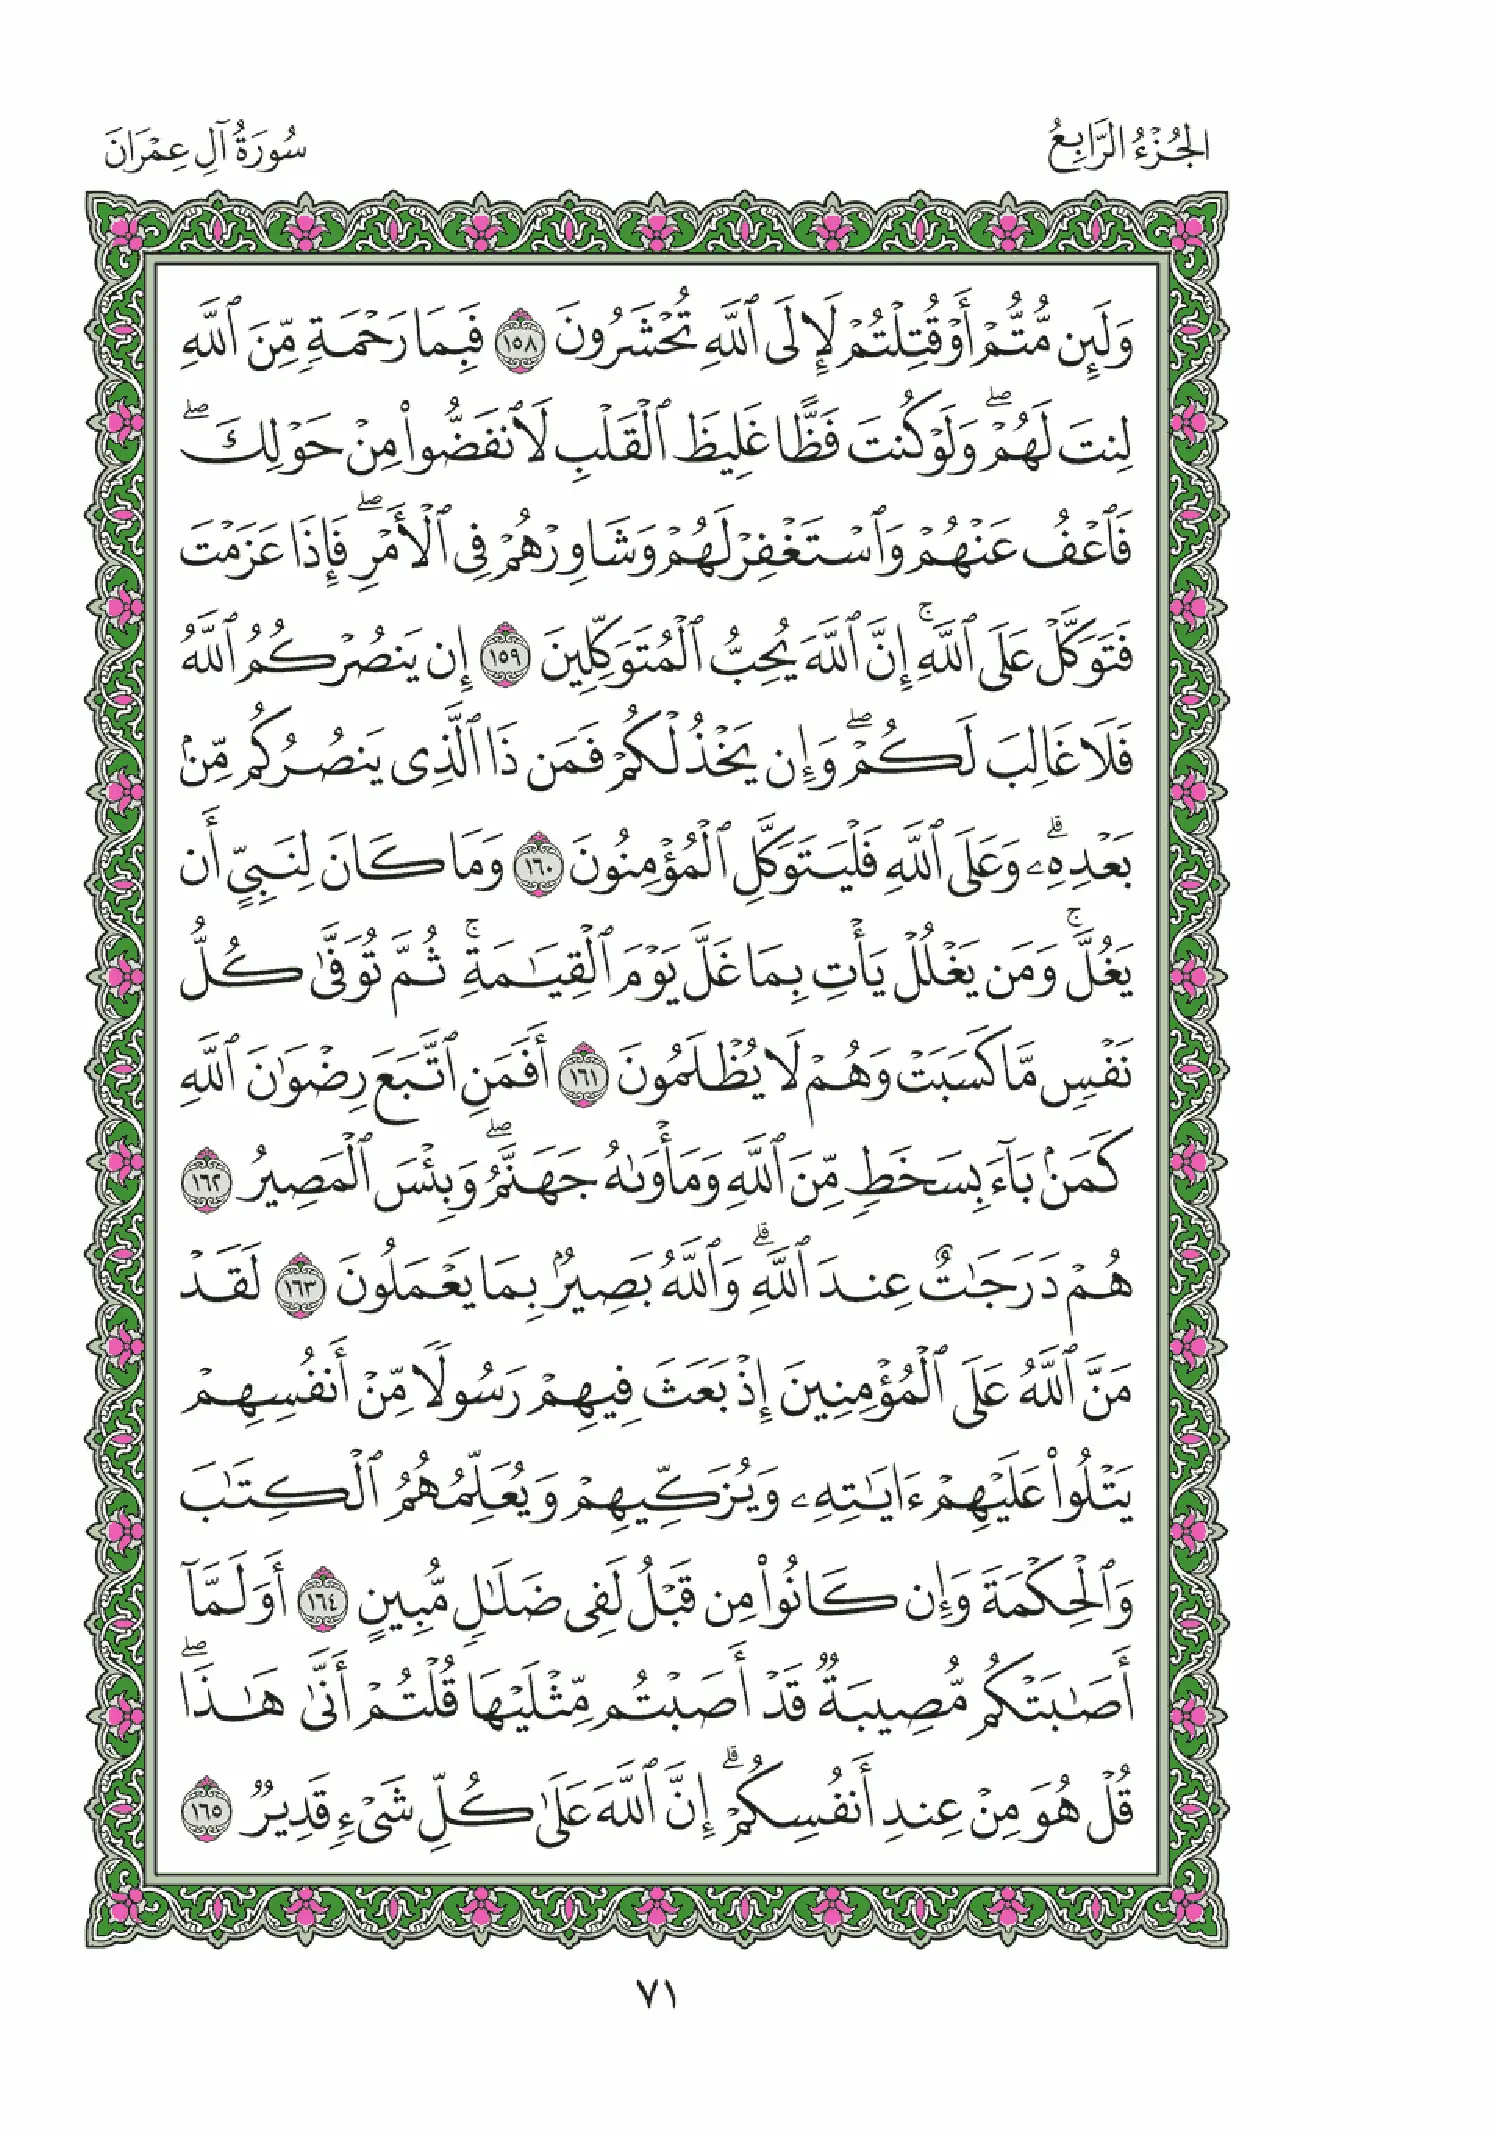 الجُزْءُ الرَّابِعُ
سُورَةُ آلِ عِمْرَانَ
وَلَئِن مُّتُّمْ أَوْ قُتِلْتُمْ لَإِلَى ٱللَّهِ تُحْشَرُونَ ١٥٨ فَبِمَا رَحْمَةٍ مِّنَ ٱللَّهِ
لِنتَ لَهُمْ ۖ وَلَوْ كُنتَ فَظًّا غَلِيظَ ٱلْقَلْبِ لَٱنفَضُّوا۟ مِنْ حَوْلِكَ ۖ
فَٱعْفُ عَنْهُمْ وَٱسْتَغْفِرْ لَهُمْ وَشَاوِرْهُمْ فِى ٱلْأَمْرِ ۖ فَإِذَا عَزَمْتَ
فَتَوَكَّلْ عَلَى ٱللَّهِ ۚ إِنَّ ٱللَّهَ يُحِبُّ ٱلْمُتَوَكِّلِينَ ١٥٩ إِن يَنصُرْكُمُ ٱللَّهُ
فَلَا غَالِبَ لَكُمْ ۖ وَإِن يَخْذُلْكُمْ فَمَن ذَا ٱلَّذِى يَنصُرُكُم مِّنۢ
بَعْدِهِۦ ۗ وَعَلَى ٱللَّهِ فَلْيَتَوَكَّلِ ٱلْمُؤْمِنُونَ ١٦٠ وَمَا كَانَ لِنَبِىٍّ أَن
يَغُلَّ ۚ وَمَن يَغْلُلْ يَأْتِ بِمَا غَلَّ يَوْمَ ٱلْقِيَـٰمَةِ ۚ ثُمَّ تُوَفَّىٰ كُلُّ
نَفْسٍ مَّا كَسَبَتْ وَهُمْ لَا يُظْلَمُونَ ١٦١ أَفَمَنِ ٱتَّبَعَ رِضْوَٰنَ ٱللَّهِ
كَمَنۢ بَآءَ بِسَخَطٍ مِّنَ ٱللَّهِ وَمَأْوَىٰهُ جَهَنَّمُ ۖ وَبِئْسَ ٱلْمَصِيرُ ١٦٢
هُمْ دَرَجَـٰتٌ عِندَ ٱللَّهِ ۗ وَٱللَّهُ بَصِيرٌۢ بِمَا يَعْمَلُونَ ١٦٣ لَقَدْ
مَنَّ ٱللَّهُ عَلَى ٱلْمُؤْمِنِينَ إِذْ بَعَثَ فِيهِمْ رَسُولًا مِّنْ أَنفُسِهِمْ
يَتْلُوا۟ عَلَيْهِمْ ءَايَـٰتِهِۦ وَيُزَكِّيهِمْ وَيُعَلِّمُهُمُ ٱلْكِتَـٰبَ
وَٱلْحِكْمَةَ وَإِن كَانُوا۟ مِن قَبْلُ لَفِى ضَلَـٰلٍ مُّبِينٍ ١٦٤ أَوَلَمَّآ
أَصَـٰبَتْكُم مُّصِيبَةٌ قَدْ أَصَبْتُم مِّثْلَيْهَا قُلْتُمْ أَنَّىٰ هَـٰذَا ۖ
قُلْ هُوَ مِنْ عِندِ أَنفُسِكُمْ ۗ إِنَّ ٱللَّهَ عَلَىٰ كُلِّ شَىْءٍ قَدِيرٌ ١٦٥
٧١